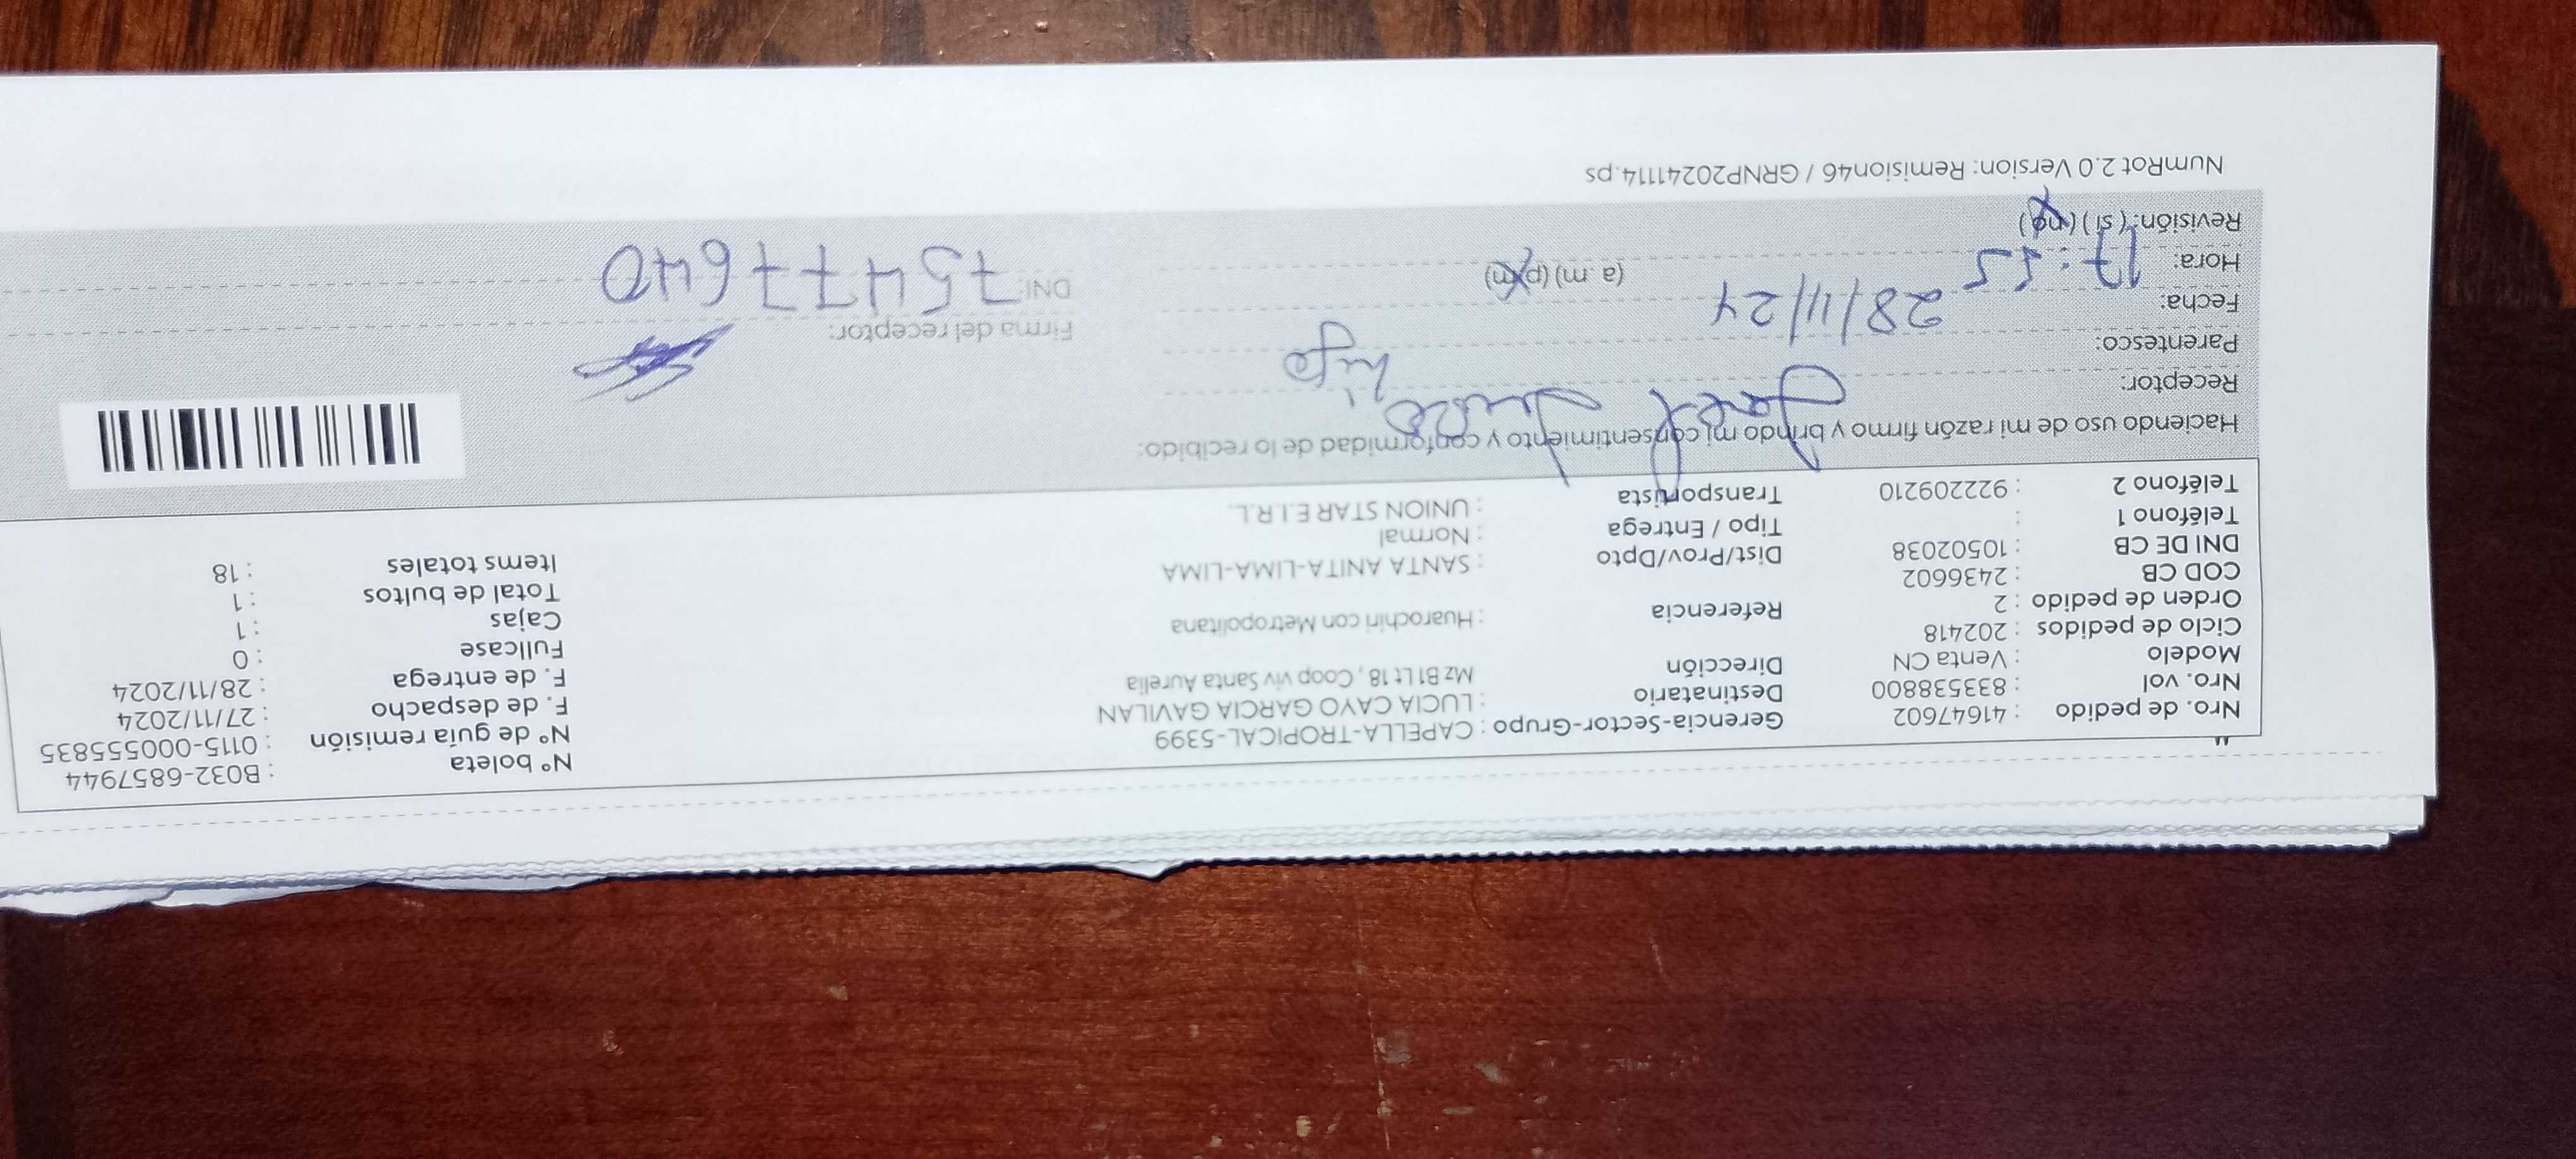 Nro. de pedido : 41647602 Gerencia-Sector-Grupo : CAPELLA-TROPICAL-5399 Nº boleta : B032-6857944
Nro. vol : 833538800 Destinatario : LUCIA CAYO GARCIA GAVILAN Nº de guía remisión : 0115-000555835
Modelo : Venta CN Dirección Mz B1 Lt 18 , Coop viv Santa Aurelia F. de despacho : 27/11/2024
Ciclo de pedidos : 202418 F. de entrega : 28/11/2024
Orden de pedido : 2 Referencia : Huarochiri con Metropolitana Fullcase : 0
COD CB : 2436602 Cajas : 1
DNI DE CB : 10502038 Dist/Prov/Dpto : SANTA ANITA-LIMA-LIMA Total de bultos : 1
Teléfono 1 : Tipo / Entrega : Normal Items totales : 18
Teléfono 2 : 922209210 Transportista : UNION STAR E.I.R.L.
Haciendo uso de mi razón firmo y brindo mi consentimiento y conformidad de lo recibido:
Receptor:
Parentesco: hijo Firma del receptor:
Fecha: 28/11/24 DNI: 75477640
Hora: 17:55 (a.m) (p.m)
Revisión: (si) (no)
NumRot 2.0 Version: Remision46 / GRNP20241114.ps